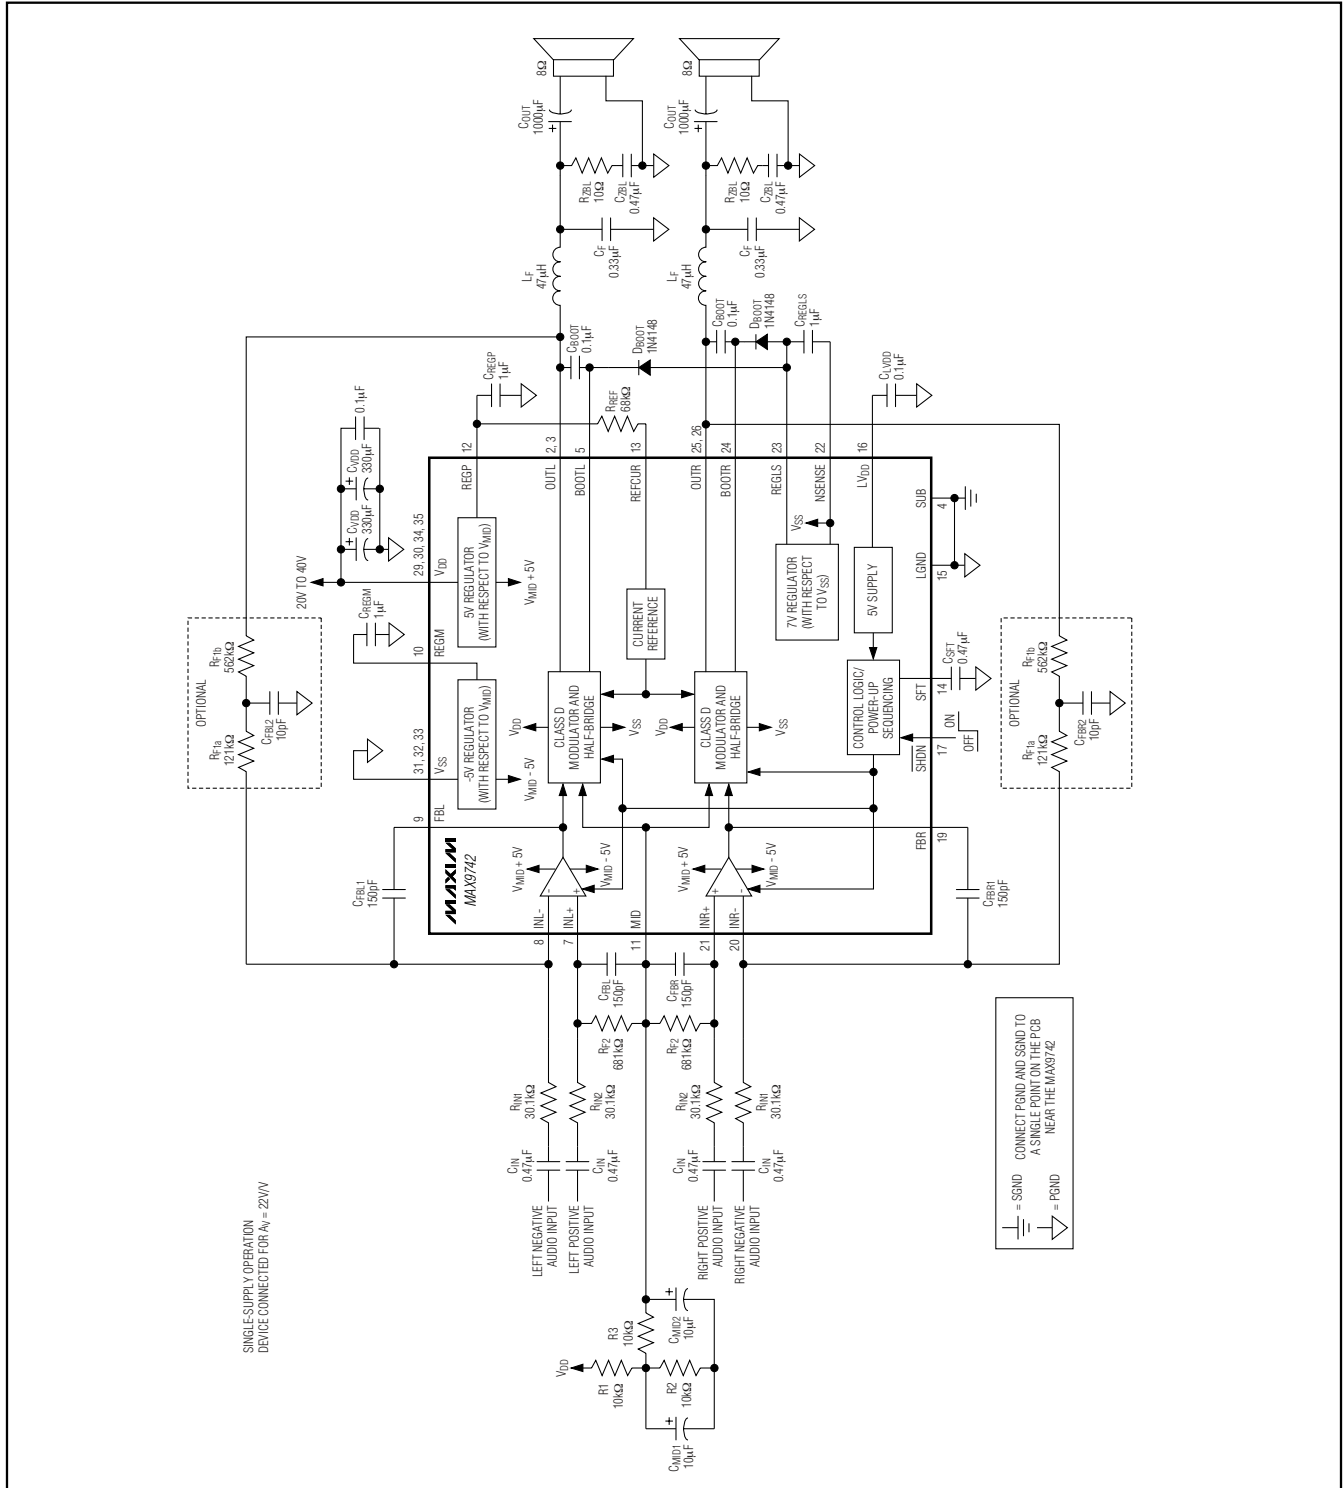 8Ω
8Ω
COUT
1000µF
COUT
1000µF
RZBL
10Ω
CZBL
0.47µF
RZBL
10Ω
CZBL
0.47µF
CF
0.33µF
CF
0.33µF
LF
47µH
LF
47µH
CBOOT
0.1µF
DBOOT
1N4148
CBOOT
0.1µF
DBOOT
1N4148
CREGLS
1µF
CREGP
1µF
RREF
68kΩ
CLVDD
0.1µF
0.1µF
CVDD
330µF
CVDD
330µF
20V TO 40V
CREGM
1µF
OPTIONAL
RF1b
562kΩ
RF1a
121kΩ
CFBL2
10pF
12
2, 3
5
13
25, 26
24
23
22
16
REGP
OUTL
BOOTL
REFCUR
OUTR
BOOTR
REGLS
NSENSE
LVDD
29, 30, 34, 35
VDD
5V REGULATOR
(WITH RESPECT TO VMID)
VMID + 5V
10
REGM
31, 32, 33
VSS
-5V REGULATOR
(WITH RESPECT TO VMID)
VMID - 5V
CURRENT
REFERENCE
VSS
7V REGULATOR
(WITH RESPECT
TO VSS)
5V SUPPLY
SUB
4
LGND
15
CLASS D
MODULATOR AND
HALF-BRIDGE
VDD
VSS
CLASS D
MODULATOR AND
HALF-BRIDGE
VDD
VSS
CONTROL LOGIC/
POWER-UP
SEQUENCING
SFT
14
CSFT
0.47µF
SHDN
17
ON
OFF
OPTIONAL
RF1b
562kΩ
RF1a
121kΩ
CFBR2
10pF
9
FBL
FBR
19
CFBL1
150pF
CFBR1
150pF
MAXIM
MAX9742
VMID + 5V
VMID - 5V
VMID + 5V
VMID - 5V
-
+
+
-
INL-
INL+
MID
INR+
INR-
8
7
11
21
20
CFBL
150pF
CFBR
150pF
RF2
681kΩ
RF2
681kΩ
RIN1
30.1kΩ
RIN2
30.1kΩ
RIN2
30.1kΩ
RIN1
30.1kΩ
CIN
0.47µF
CIN
0.47µF
CIN
0.47µF
CIN
0.47µF
LEFT NEGATIVE
AUDIO INPUT
LEFT POSITIVE
AUDIO INPUT
RIGHT POSITIVE
AUDIO INPUT
RIGHT NEGATIVE
AUDIO INPUT
VDD
R1
10kΩ
R2
10kΩ
R3
10kΩ
CMID2
10µF
CMID1
10µF
SINGLE-SUPPLY OPERATION
DEVICE CONNECTED FOR AV = 22V/V
= SGND
= PGND
CONNECT PGND AND SGND TO
A SINGLE POINT ON THE PCB
NEAR THE MAX9742